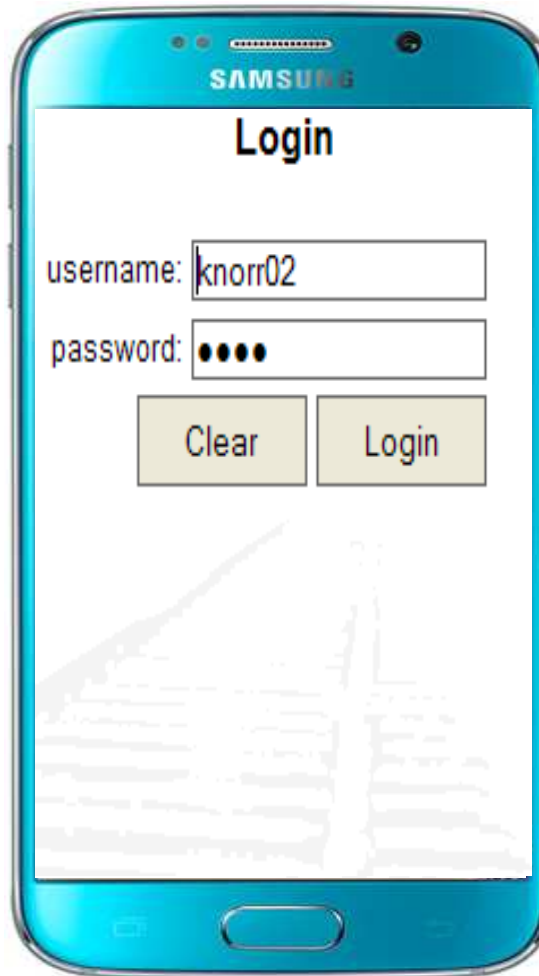 SAMSUNG
Login
username: knorr02
password: ••••
Clear Login